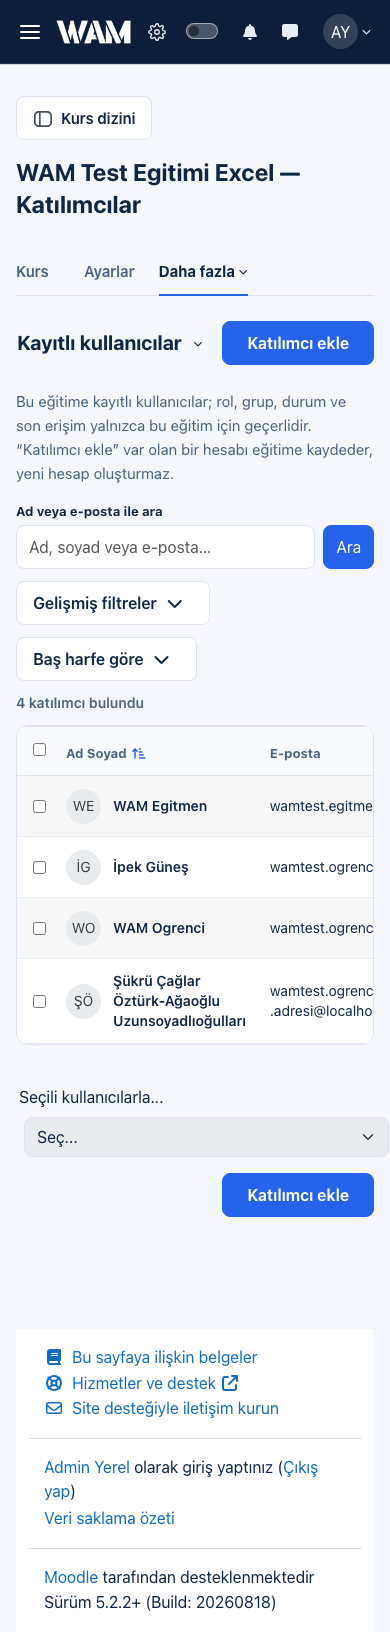 WAM
AY
Kurs dizini
WAM Test Egitimi Excel —
Katılımcılar
Kurs Ayarlar Daha fazla
Kayıtlı kullanıcılar Katılımcı ekle
Bu eğitime kayıtlı kullanıcılar; rol, grup, durum ve
son erişim yalnızca bu eğitim için geçerlidir.
“Katılımcı ekle” var olan bir hesabı eğitime kaydeder,
yeni hesap oluşturmaz.
Ad veya e-posta ile ara
Ad, soyad veya e-posta... Ara
Gelişmiş filtreler
Baş harfe göre
4 katılımcı bulundu
Ad Soyad E-posta
WE WAM Egitmen wamtest.egitme
İG İpek Güneş wamtest.ogrenc
WO WAM Ogrenci wamtest.ogrenc
ŞÖ Şükrü Çağlar
Öztürk-Ağaoğlu
Uzunsoyadlıoğulları
wamtest.ogrenc
.adresi@localho
Seçili kullanıcılarla...
Seç...
Katılımcı ekle
Bu sayfaya ilişkin belgeler
Hizmetler ve destek
Site desteğiyle iletişim kurun
Admin Yerel olarak giriş yaptınız (Çıkış
yap)
Veri saklama özeti
Moodle tarafından desteklenmektedir
Sürüm 5.2.2+ (Build: 20260818)